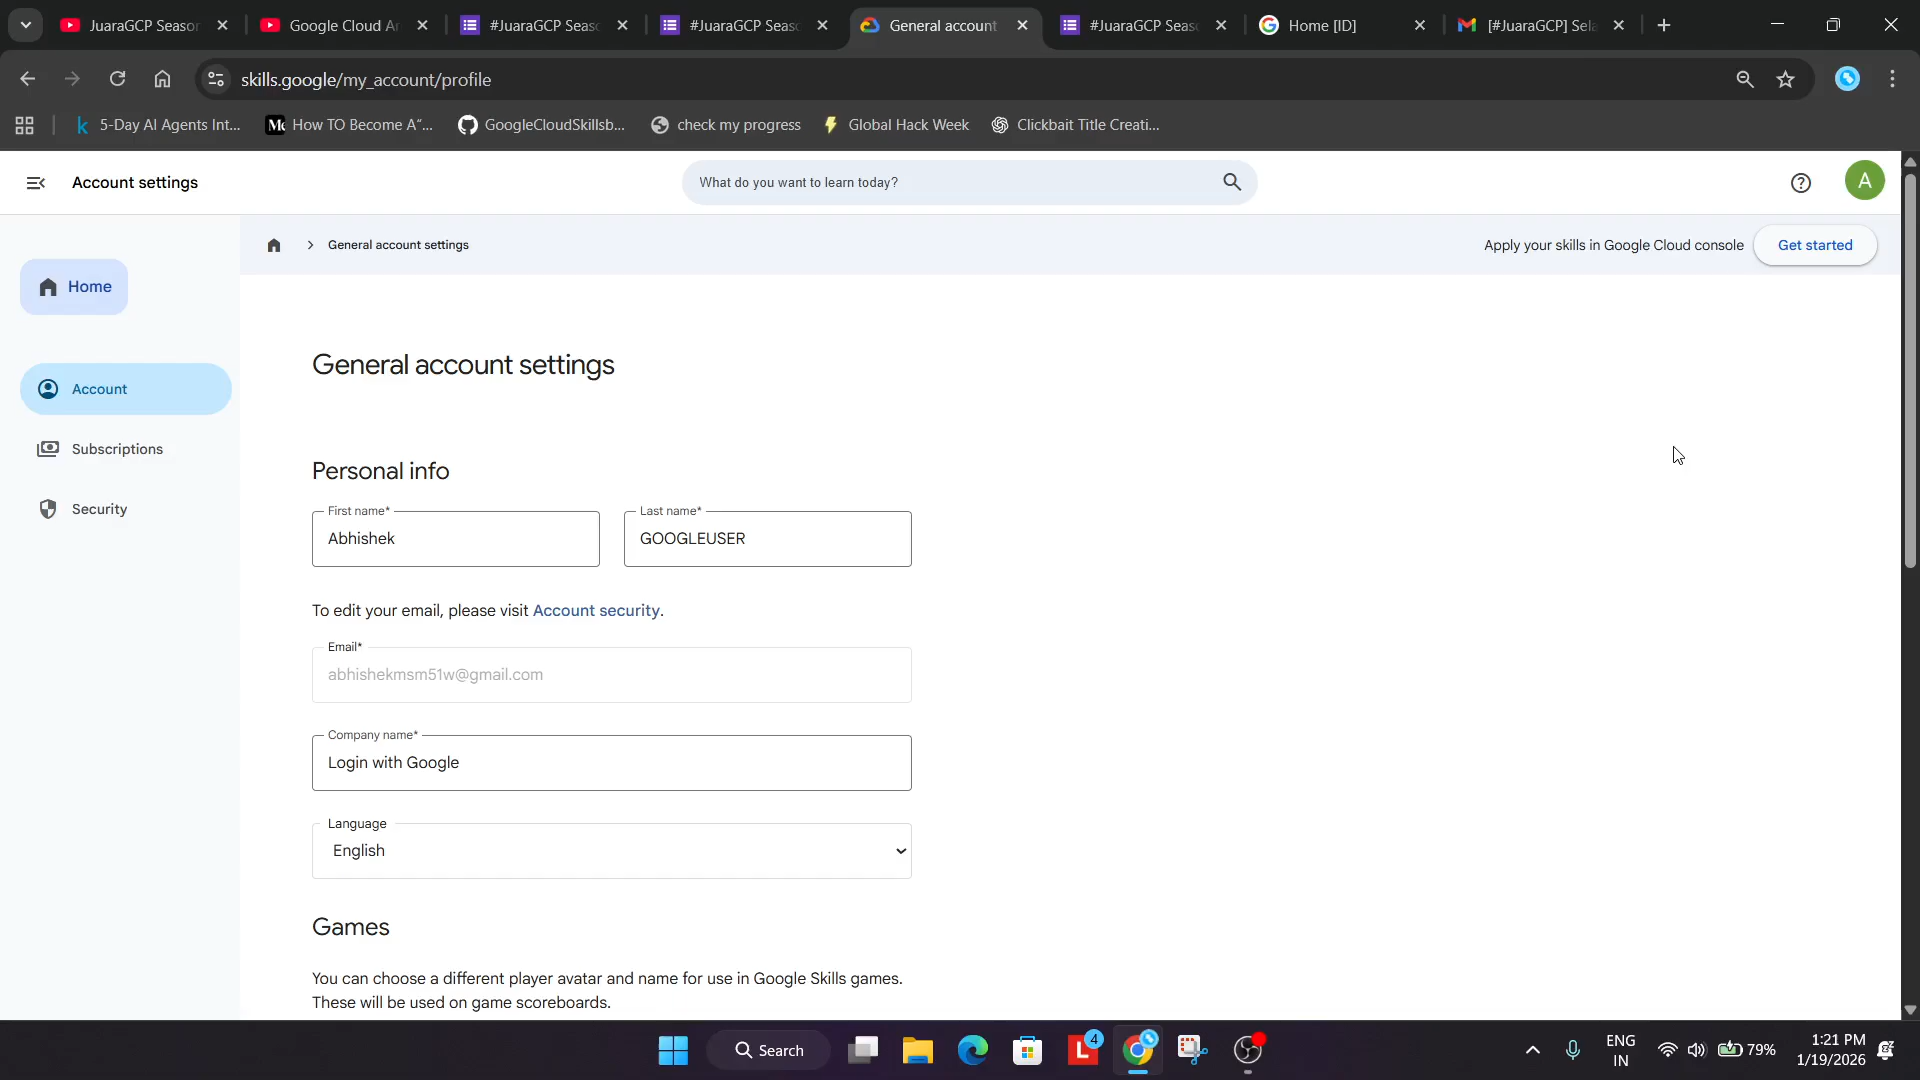 JuaraGCP Season
Google Cloud Ar
#JuaraGCP Seas
#JuaraGCP Seas
General account
#JuaraGCP Seas
Home [ID]
[#JuaraGCP] Sela
skills.google/my_account/profile
5-Day AI Agents Int...
How TO Become A“...
GoogleCloudSkillsb...
check my progress
Global Hack Week
Clickbait Title Creati...
Account settings
What do you want to learn today?
A
Home
General account settings
Apply your skills in Google Cloud console
Get started
Account
Subscriptions
Security
General account settings
Personal info
First name*
Abhishek
Last name*
GOOGLEUSER
To edit your email, please visit Account security.
Email*
abhishekmsm51w@gmail.com
Company name*
Login with Google
Language
English
Games
You can choose a different player avatar and name for use in Google Skills games.
These will be used on game scoreboards.
Search
4
ENG
IN
79%
1:21 PM
1/19/2026